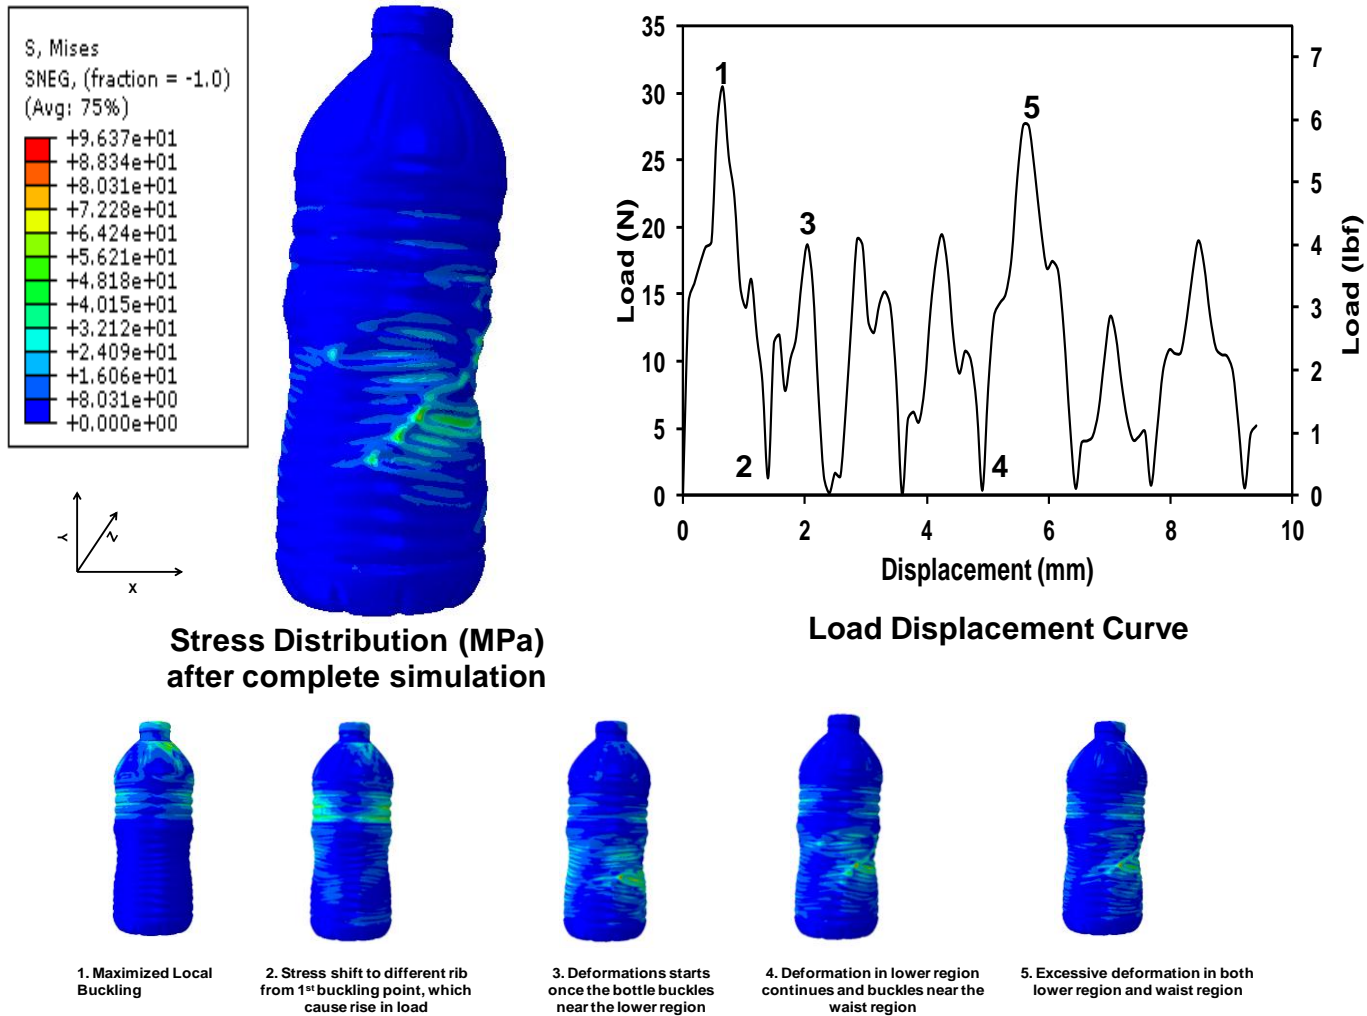 S, Mises
SNEG, (fraction = -1.0)
(Avg: 75%)
+9.637e+01
+8.834e+01
+8.031e+01
+7.228e+01
+6.424e+01
+5.621e+01
+4.818e+01
+4.015e+01
+3.212e+01
+2.409e+01
+1.606e+01
+8.031e+00
+0.000e+00
Y
Z
X
Stress Distribution (MPa)
after complete simulation
35
30
25
20
15
10
5
0
Load (N)
1
2
3
4
5
7
6
5
4
3
2
1
0
Load (lbf)
0 2 4 6 8 10
Displacement (mm)
Load Displacement Curve
1. Maximized Local
Buckling
2. Stress shift to different rib
from 1st buckling point, which
cause rise in load
3. Deformations starts
once the bottle buckles
near the lower region
4. Deformation in lower region
continues and buckles near the
waist region
5. Excessive deformation in both
lower region and waist region